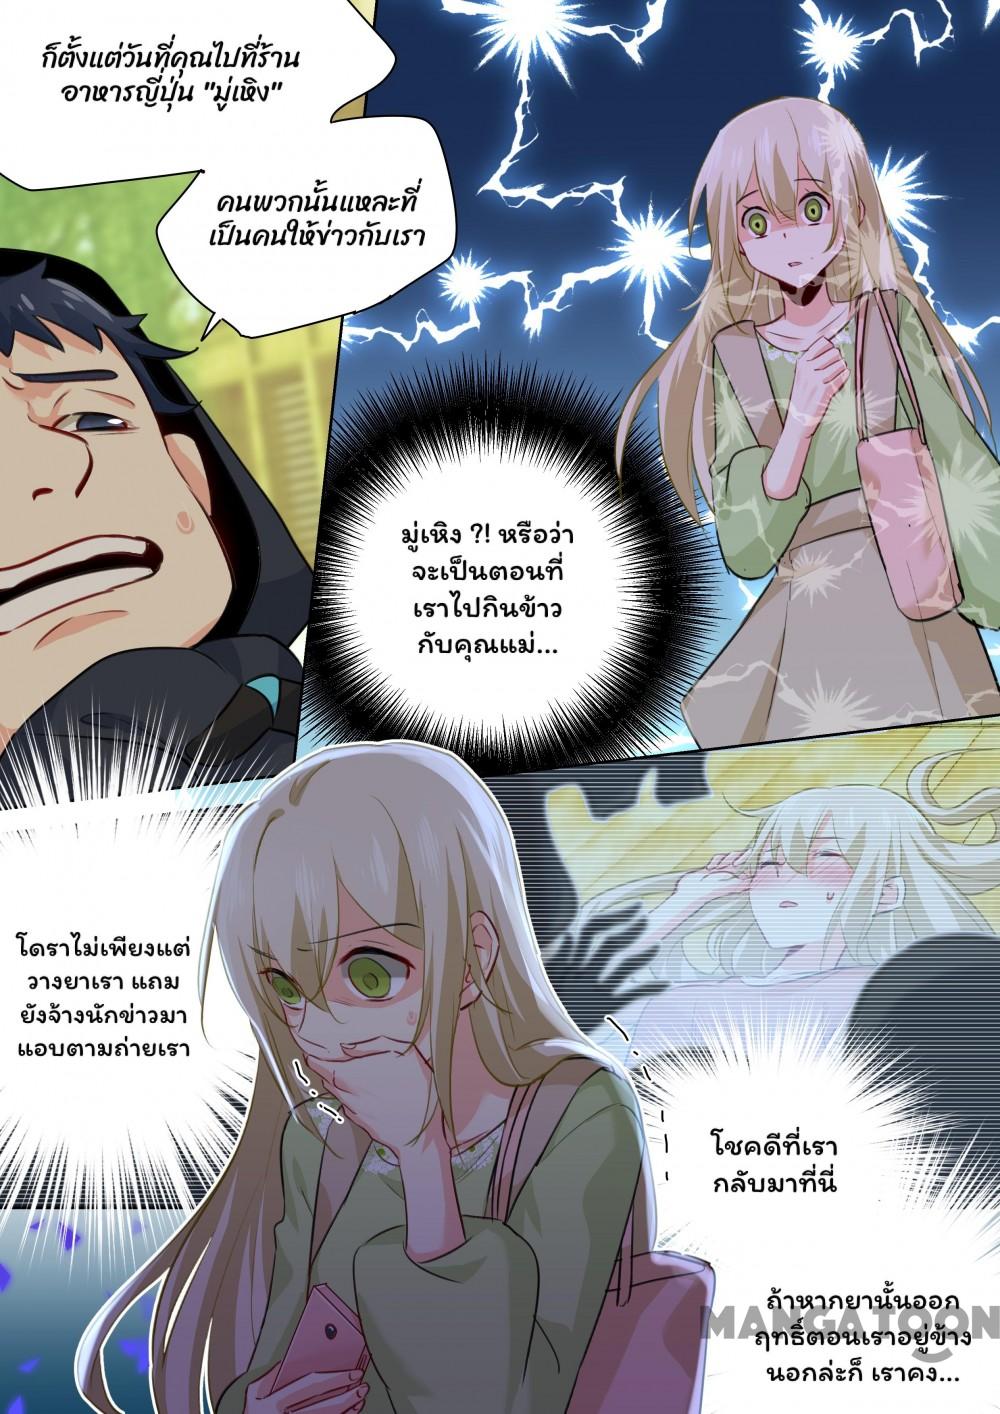 ก็ตั้งแต่วันที่คุณไปที่ร้าน
อาหารญี่ปุ่น "มู่เหิง"
คนพวกนั้นแหละที่
เป็นคนให้ข่าวกับเรา
มู่เหิง ?! หรือว่า
จะเป็นตอนที่
เราไปกินข้าว
กับคุณแม่...
โดราไม่เพียงแต่
วางยาเรา แถม
ยังจ้างนักข่าวมา
แอบตามถ่ายเรา
โชคดีที่เรา
กลับมาที่นี่
ถ้าหากยานั้นออก
ฤทธิ์ตอนเราอยู่ข้าง
นอกล่ะก็ เราคง...
MANGATOON